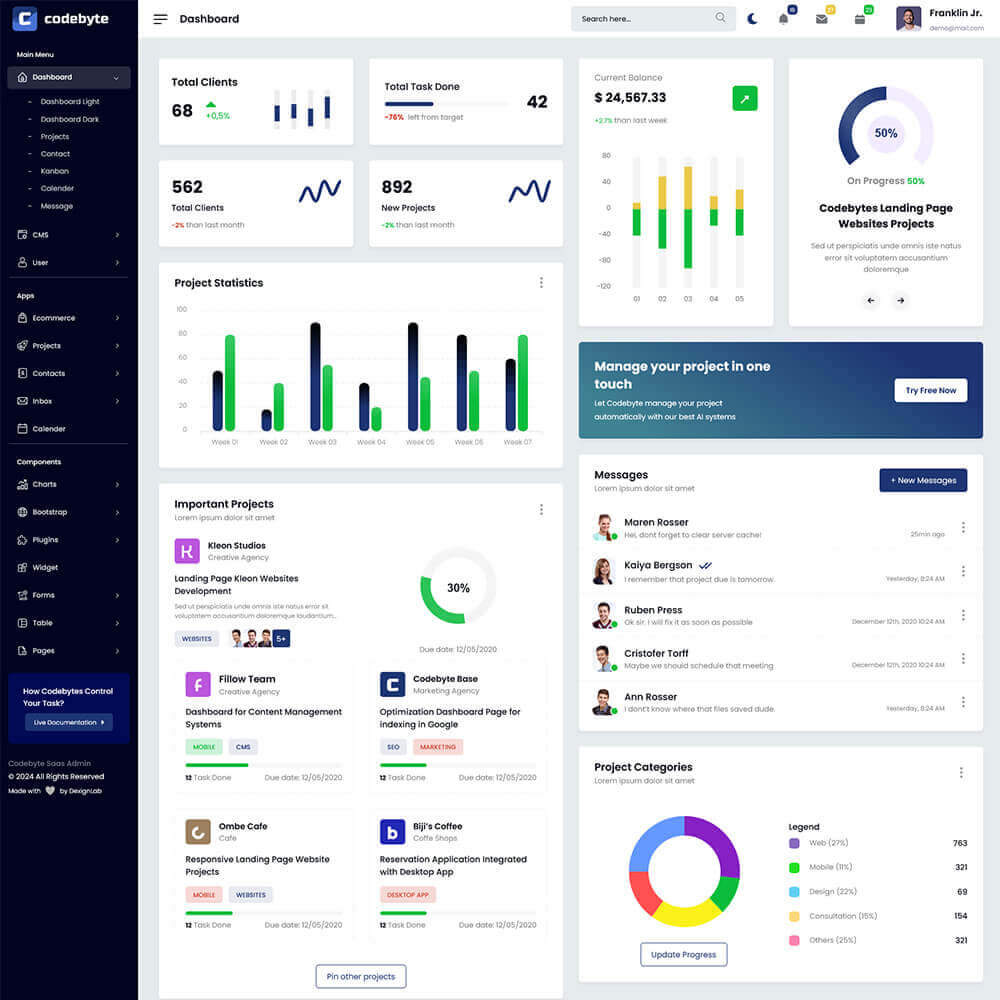 codebyte
Main Menu
Dashboard
- Dashboard Light
- Dashboard Dark
- Projects
- Contact
- Kanban
- Calender
- Message
CMS
User
Apps
Ecommerce
Projects
Contacts
Inbox
Calender
Components
Charts
Bootstrap
Plugins
Widget
Forms
Table
Pages
How Codebytes Control
Your Task?
Live Documentation
Codebyte Saas Admin
© 2024 All Rights Reserved
Made with by DexignLab
Dashboard
Search here...
Franklin Jr.
demo@mail.com
Total Clients
68
+0,5%
Total Task Done
42
-76% left from target
562
Total Clients
-2% than last month
892
New Projects
-2% than last month
Current Balance
$ 24,567.33
+2.7% than last week
80
40
0
-40
-80
-120
01 02 03 04 05
50%
On Progress 50%
Codebytes Landing Page
Websites Projects
Sed ut perspiciatis unde omnis iste natus
error sit voluptatem accusantium
doloremque
Project Statistics
100
80
60
40
20
0
Week 01 Week 02 Week 03 Week 04 Week 05 Week 06 Week 07
Manage your project in one
touch
Let Codebyte manage your project
automatically with our best AI systems
Try Free Now
Important Projects
Lorem ipsum dolor sit amet
Kleon Studios
Creative Agency
Landing Page Kleon Websites
Development
Sed ut perspiciatis unde omnis iste natus error sit
voluptatem accusantium doloremque laudantium...
WEBSITES
5+
30%
Due date: 12/05/2020
Fillow Team
Creative Agency
Dashboard for Content Management
Systems
MOBILE CMS
12 Task Done Due date: 12/05/2020
Codebyte Base
Marketing Agency
Optimization Dashboard Page for
indexing in Google
SEO MARKETING
12 Task Done Due date: 12/05/2020
Ombe Cafe
Cafe
Responsive Landing Page Website
Projects
MOBILE WEBSITES
12 Task Done Due date: 12/05/2020
Biji's Coffee
Coffe Shops
Reservation Application Integrated
with Desktop App
DESKTOP APP
12 Task Done Due date: 12/05/2020
Pin other projects
Messages
Lorem ipsum dolor sit amet
+ New Messages
Maren Rosser
Hei, dont forget to clear server cache!
25min ago
Kaiya Bergson
I remember that project due is tomorrow.
Yesterday, 8:24 AM
Ruben Press
Ok sir. I will fix it as soon as possible
December 12th, 2020 10:24 AM
Cristofer Torff
Maybe we should schedule that meeting
December 12th, 2020 10:24 AM
Ann Rosser
I don't know where that files saved dude.
Yesterday, 8:24 AM
Project Categories
Lorem ipsum dolor sit amet
Update Progress
Legend
Web (27%) 763
Mobile (11%) 321
Design (22%) 69
Consultation (15%) 154
Others (25%) 321